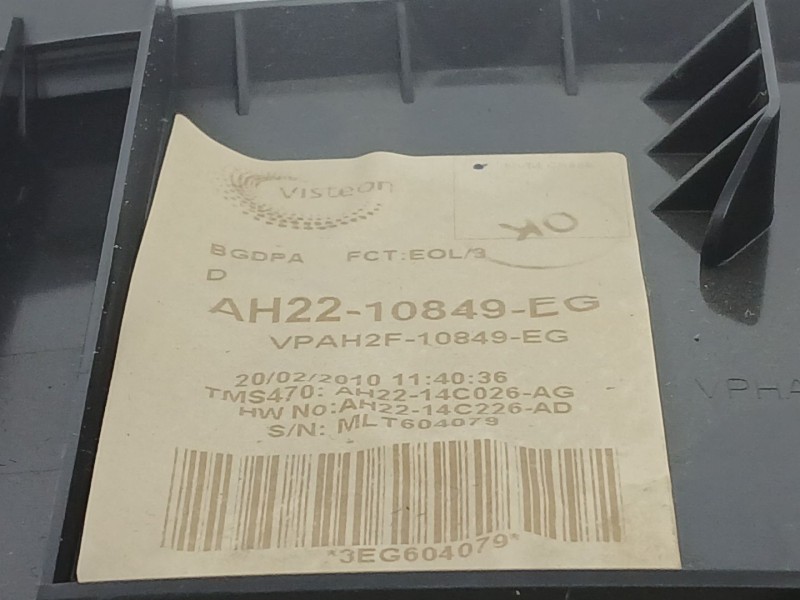 Visteon
OK
BGDPA FCT:EOL/3
D
AH22-10849-EG
VPAH2F-10849-EG
20/02/2010 11:40:36
TMS470: AH22-14C026-AG
HW No:AH22-14C226-AD
S/N: MLT604079
*3EG604079*
VPHA